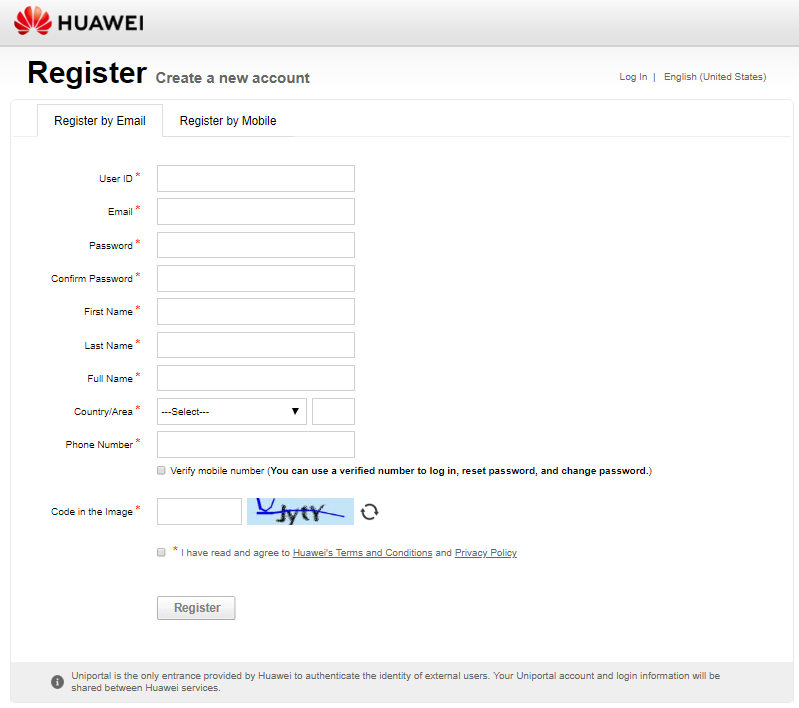 HUAWEI
Register Create a new account
Log In | English (United States)
Register by Email Register by Mobile
User ID *
Email *
Password *
Confirm Password *
First Name *
Last Name *
Full Name *
Country/Area * ---Select---
Phone Number *
Verify mobile number (You can use a verified number to log in, reset password, and change password.)
Code in the Image *
* I have read and agree to Huawei's Terms and Conditions and Privacy Policy
Register
Uniportal is the only entrance provided by Huawei to authenticate the identity of external users. Your Uniportal account and login information will be
shared between Huawei services.